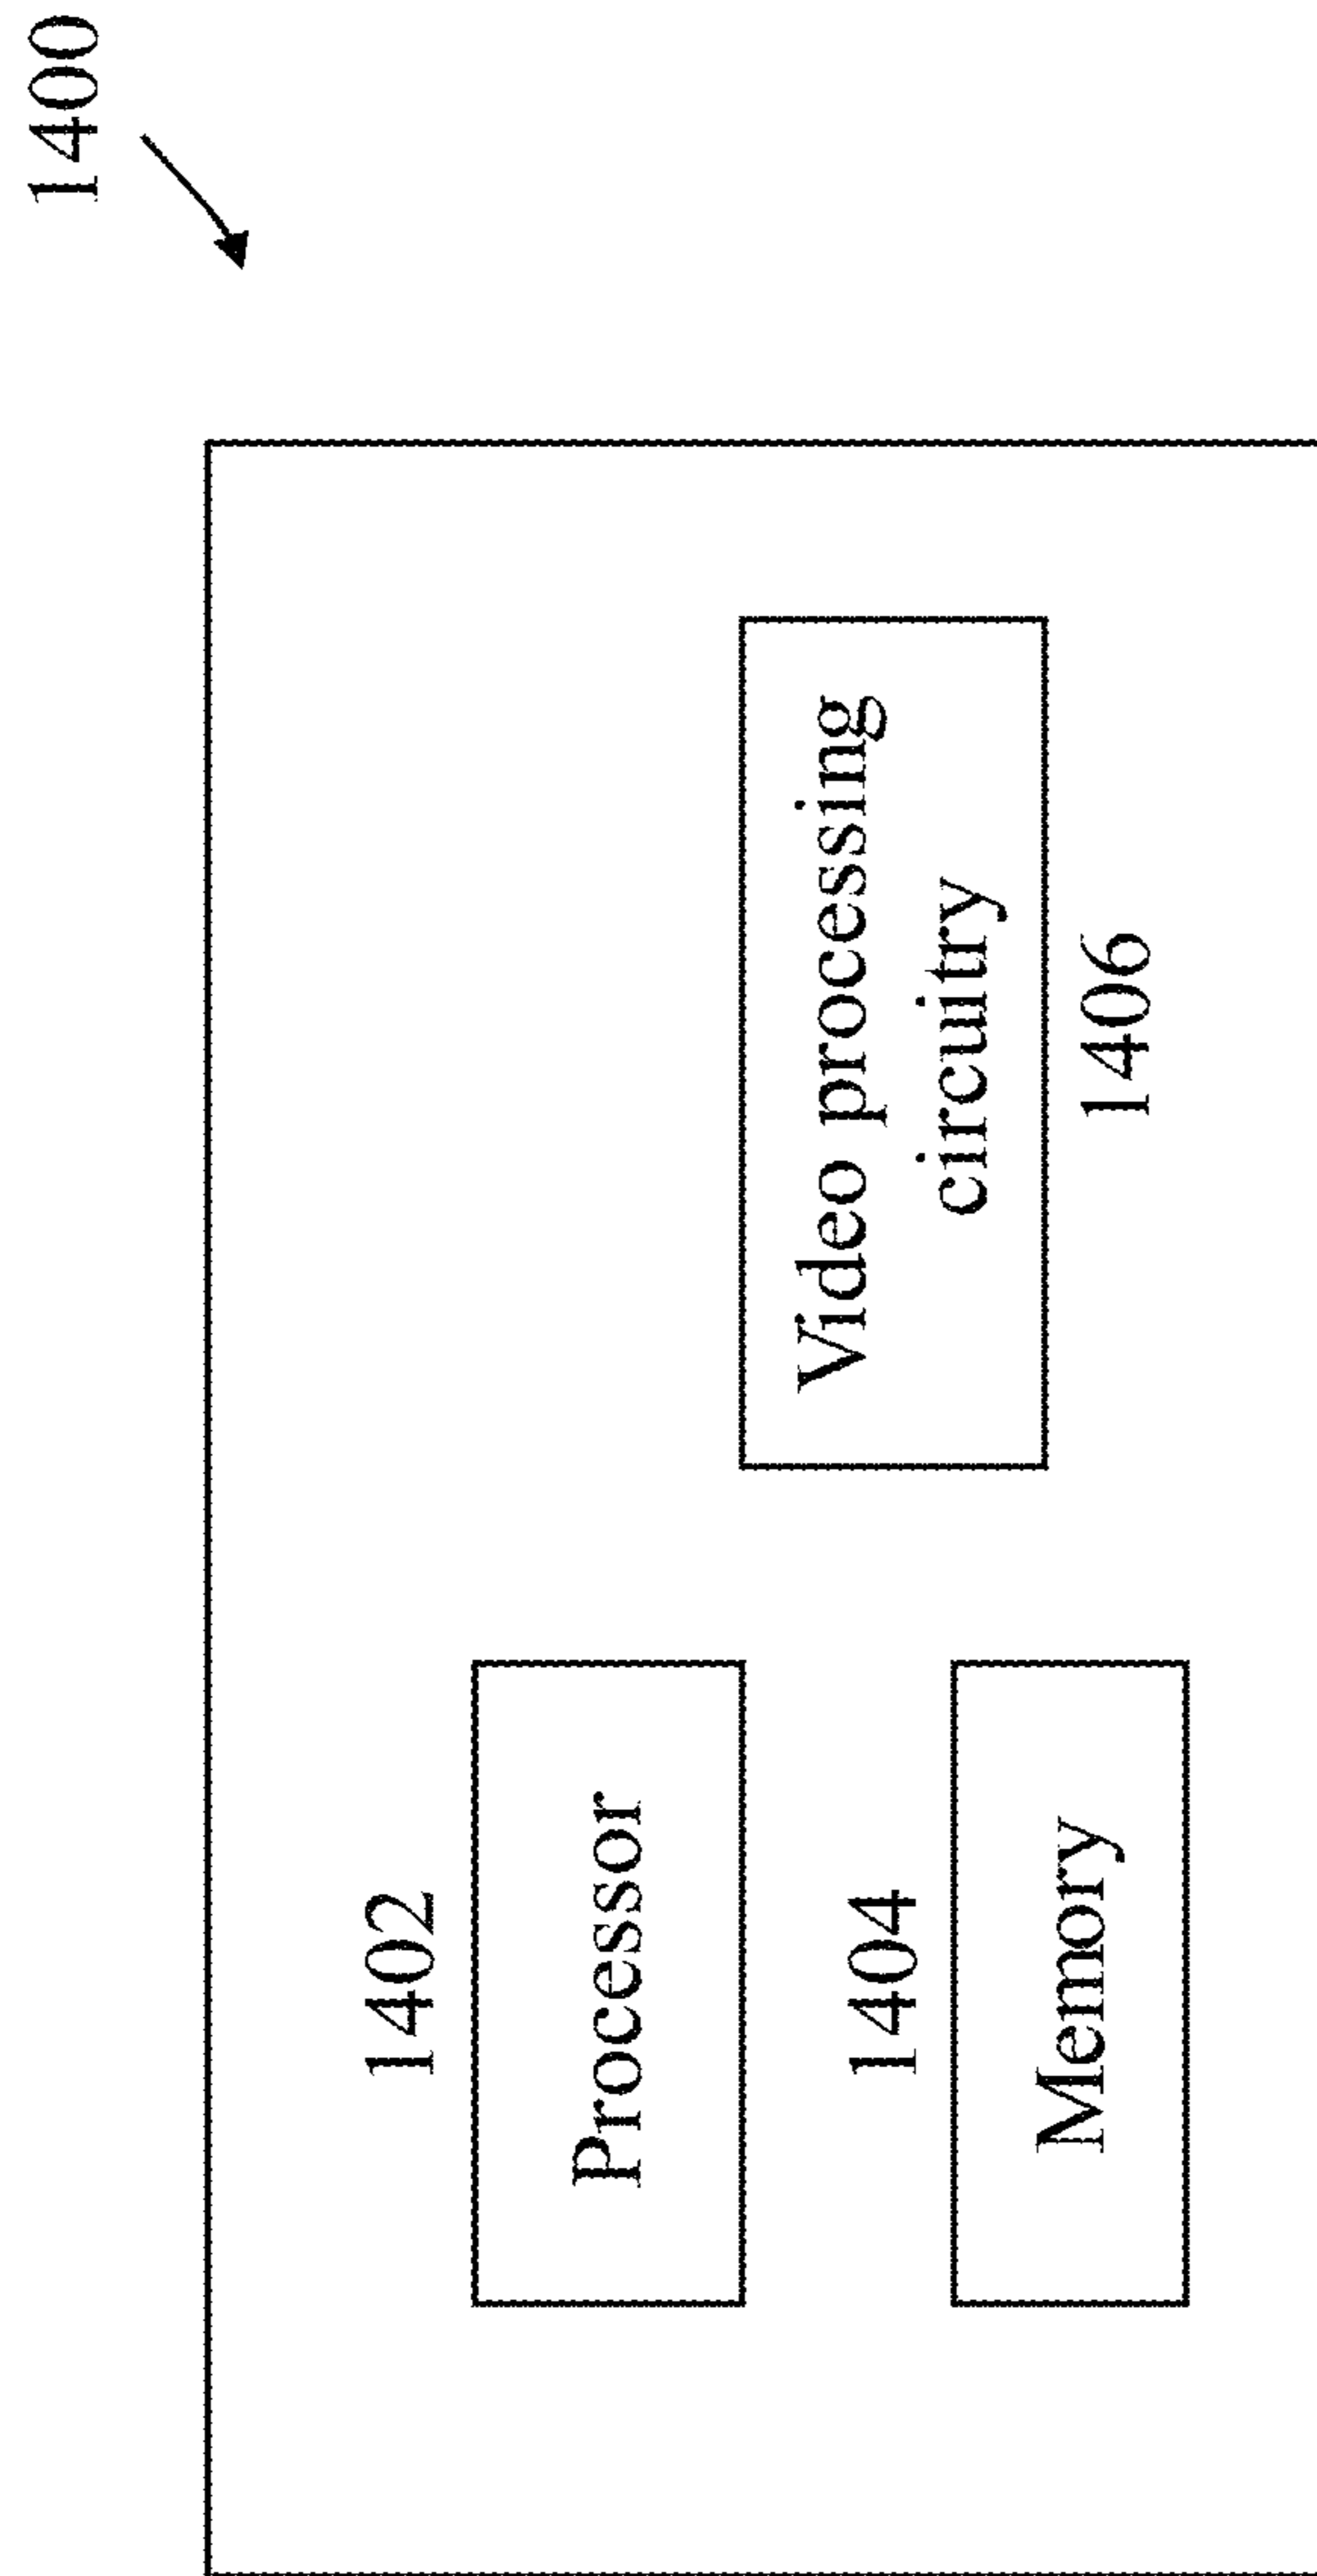 1400
1402
Processor
1404
Memory
Video processing
circuitry
1406